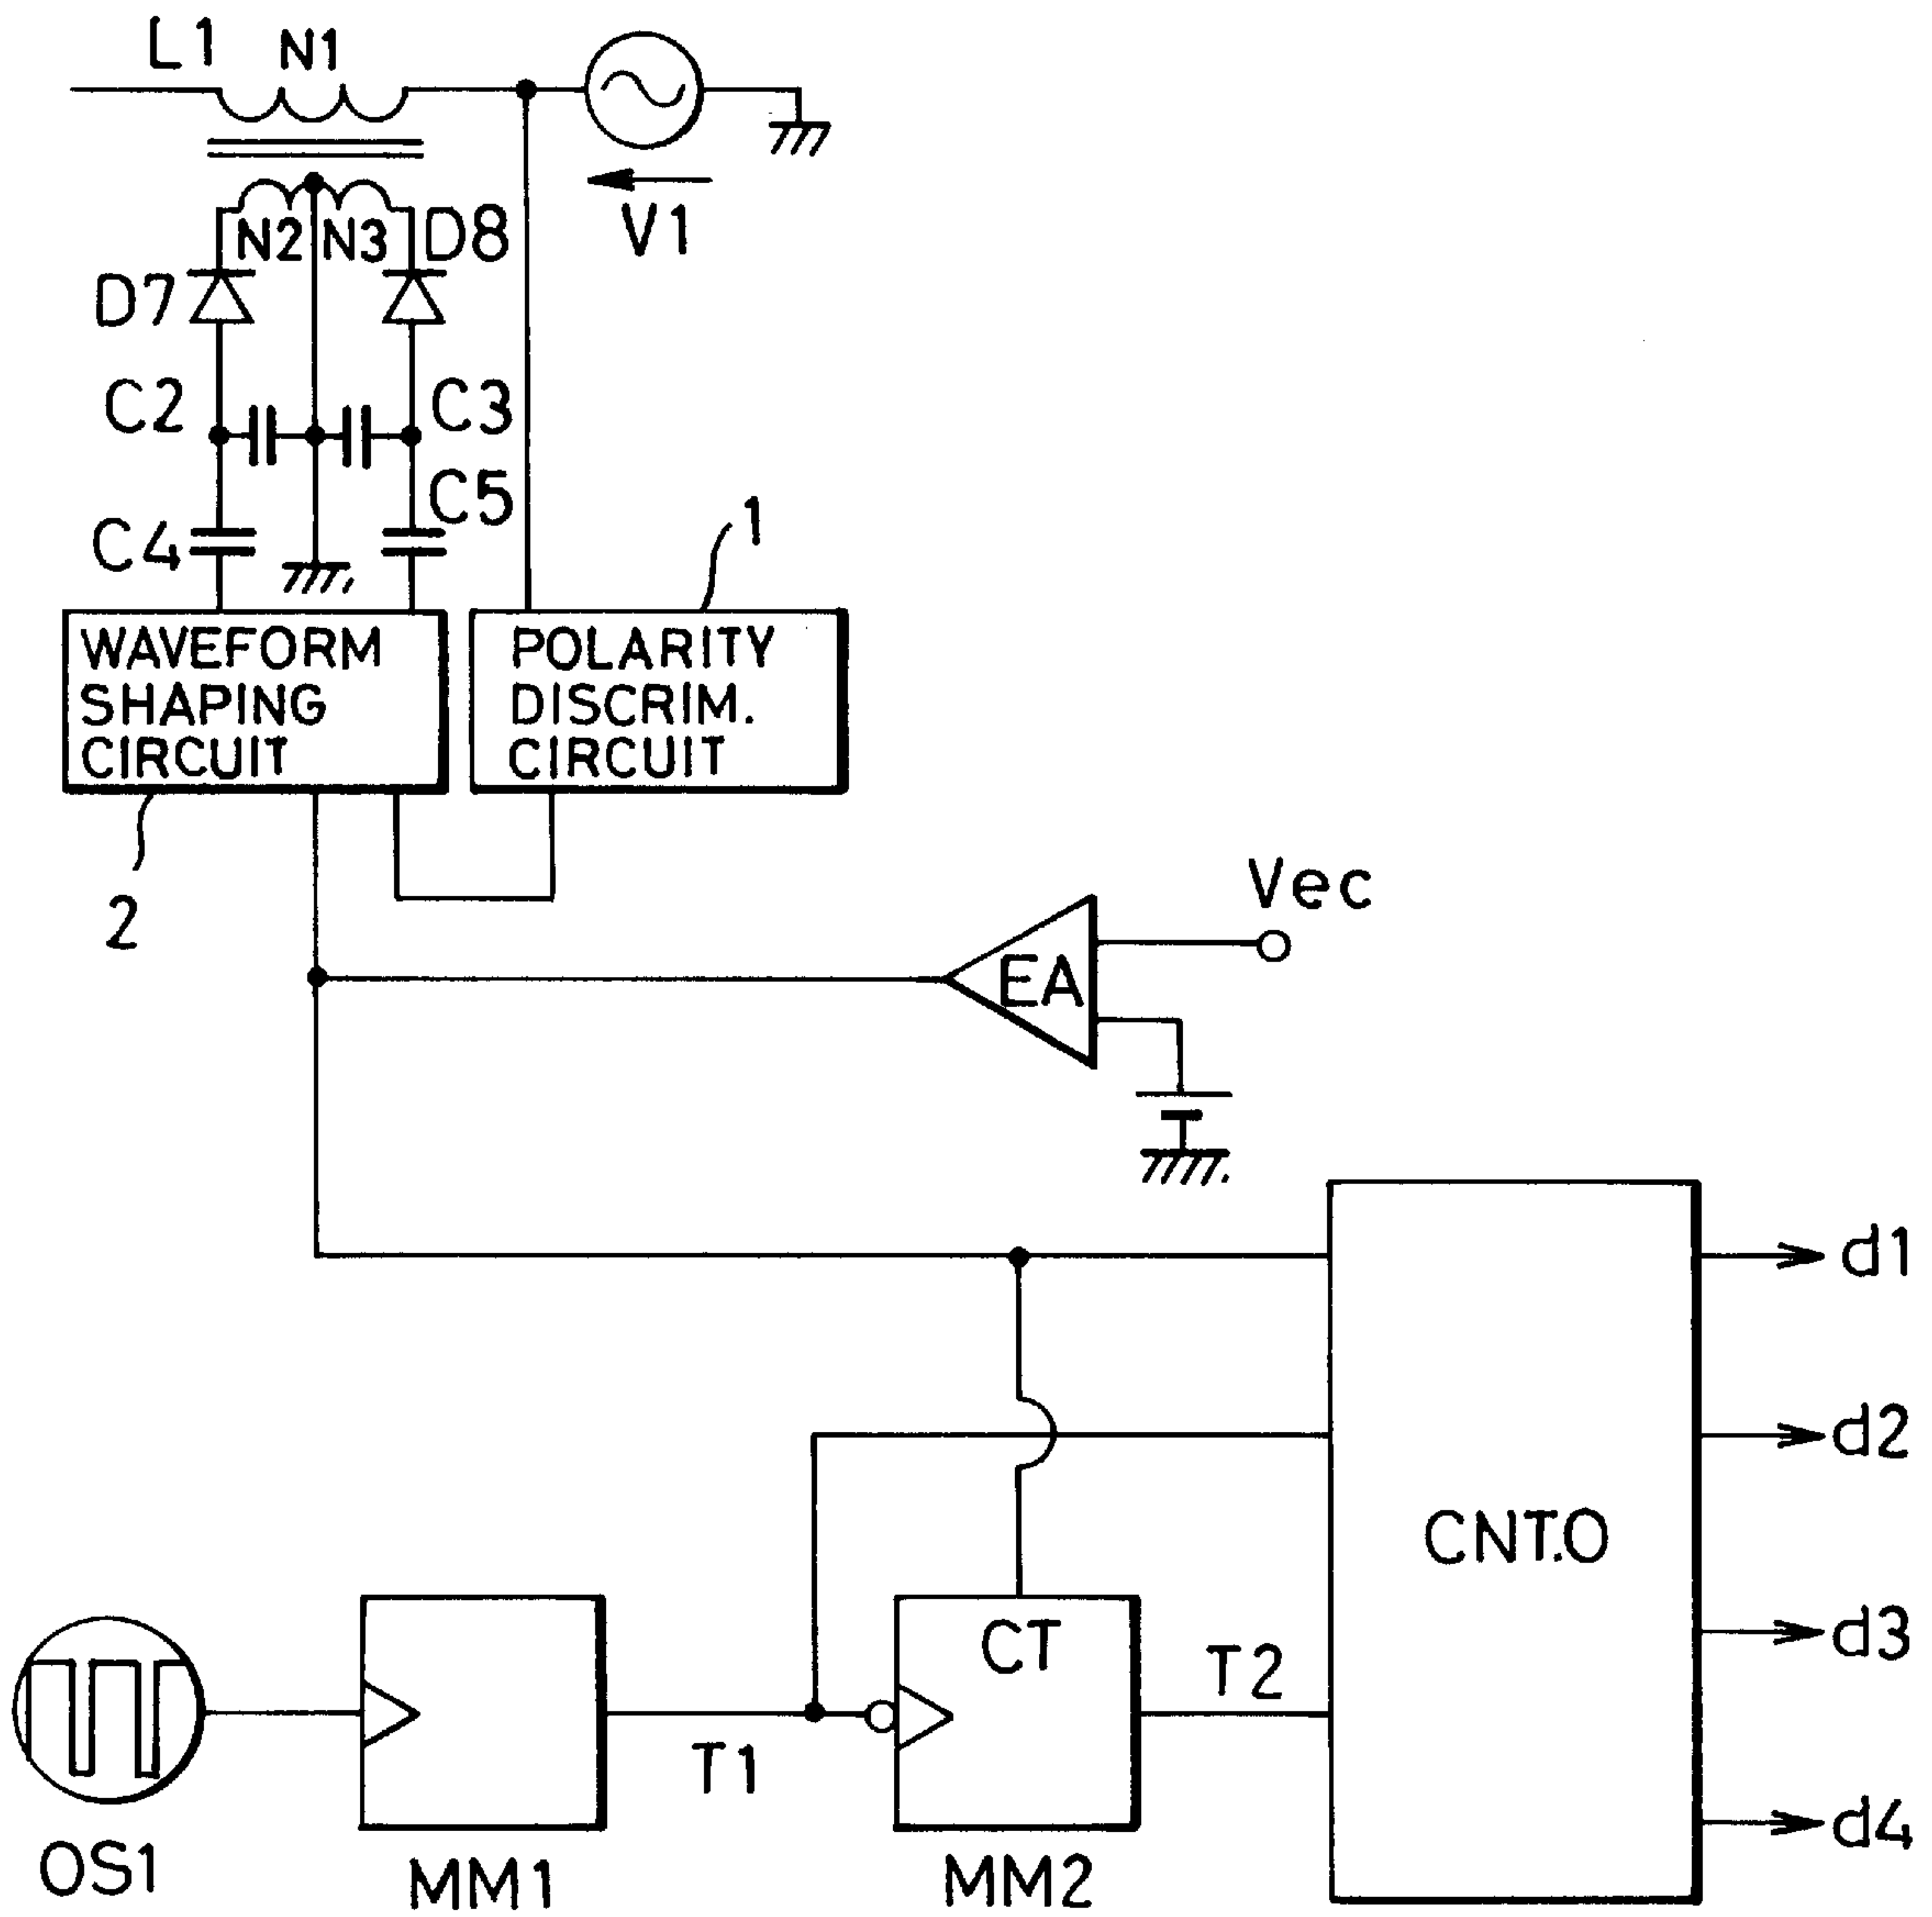 L1
N1
V1
N2
N3
D8
D7
C2
C3
C5
C4
1
WAVEFORM
SHAPING
CIRCUIT
POLARITY
DISCRIM.
CIRCUIT
2
Vec
EA
d1
d2
CNT.O
CT
T2
d3
T1
d4
OS1
MM1
MM2